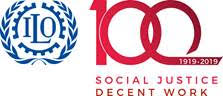 ILO
100
1919-2019
SOCIAL JUSTICE
DECENT WORK